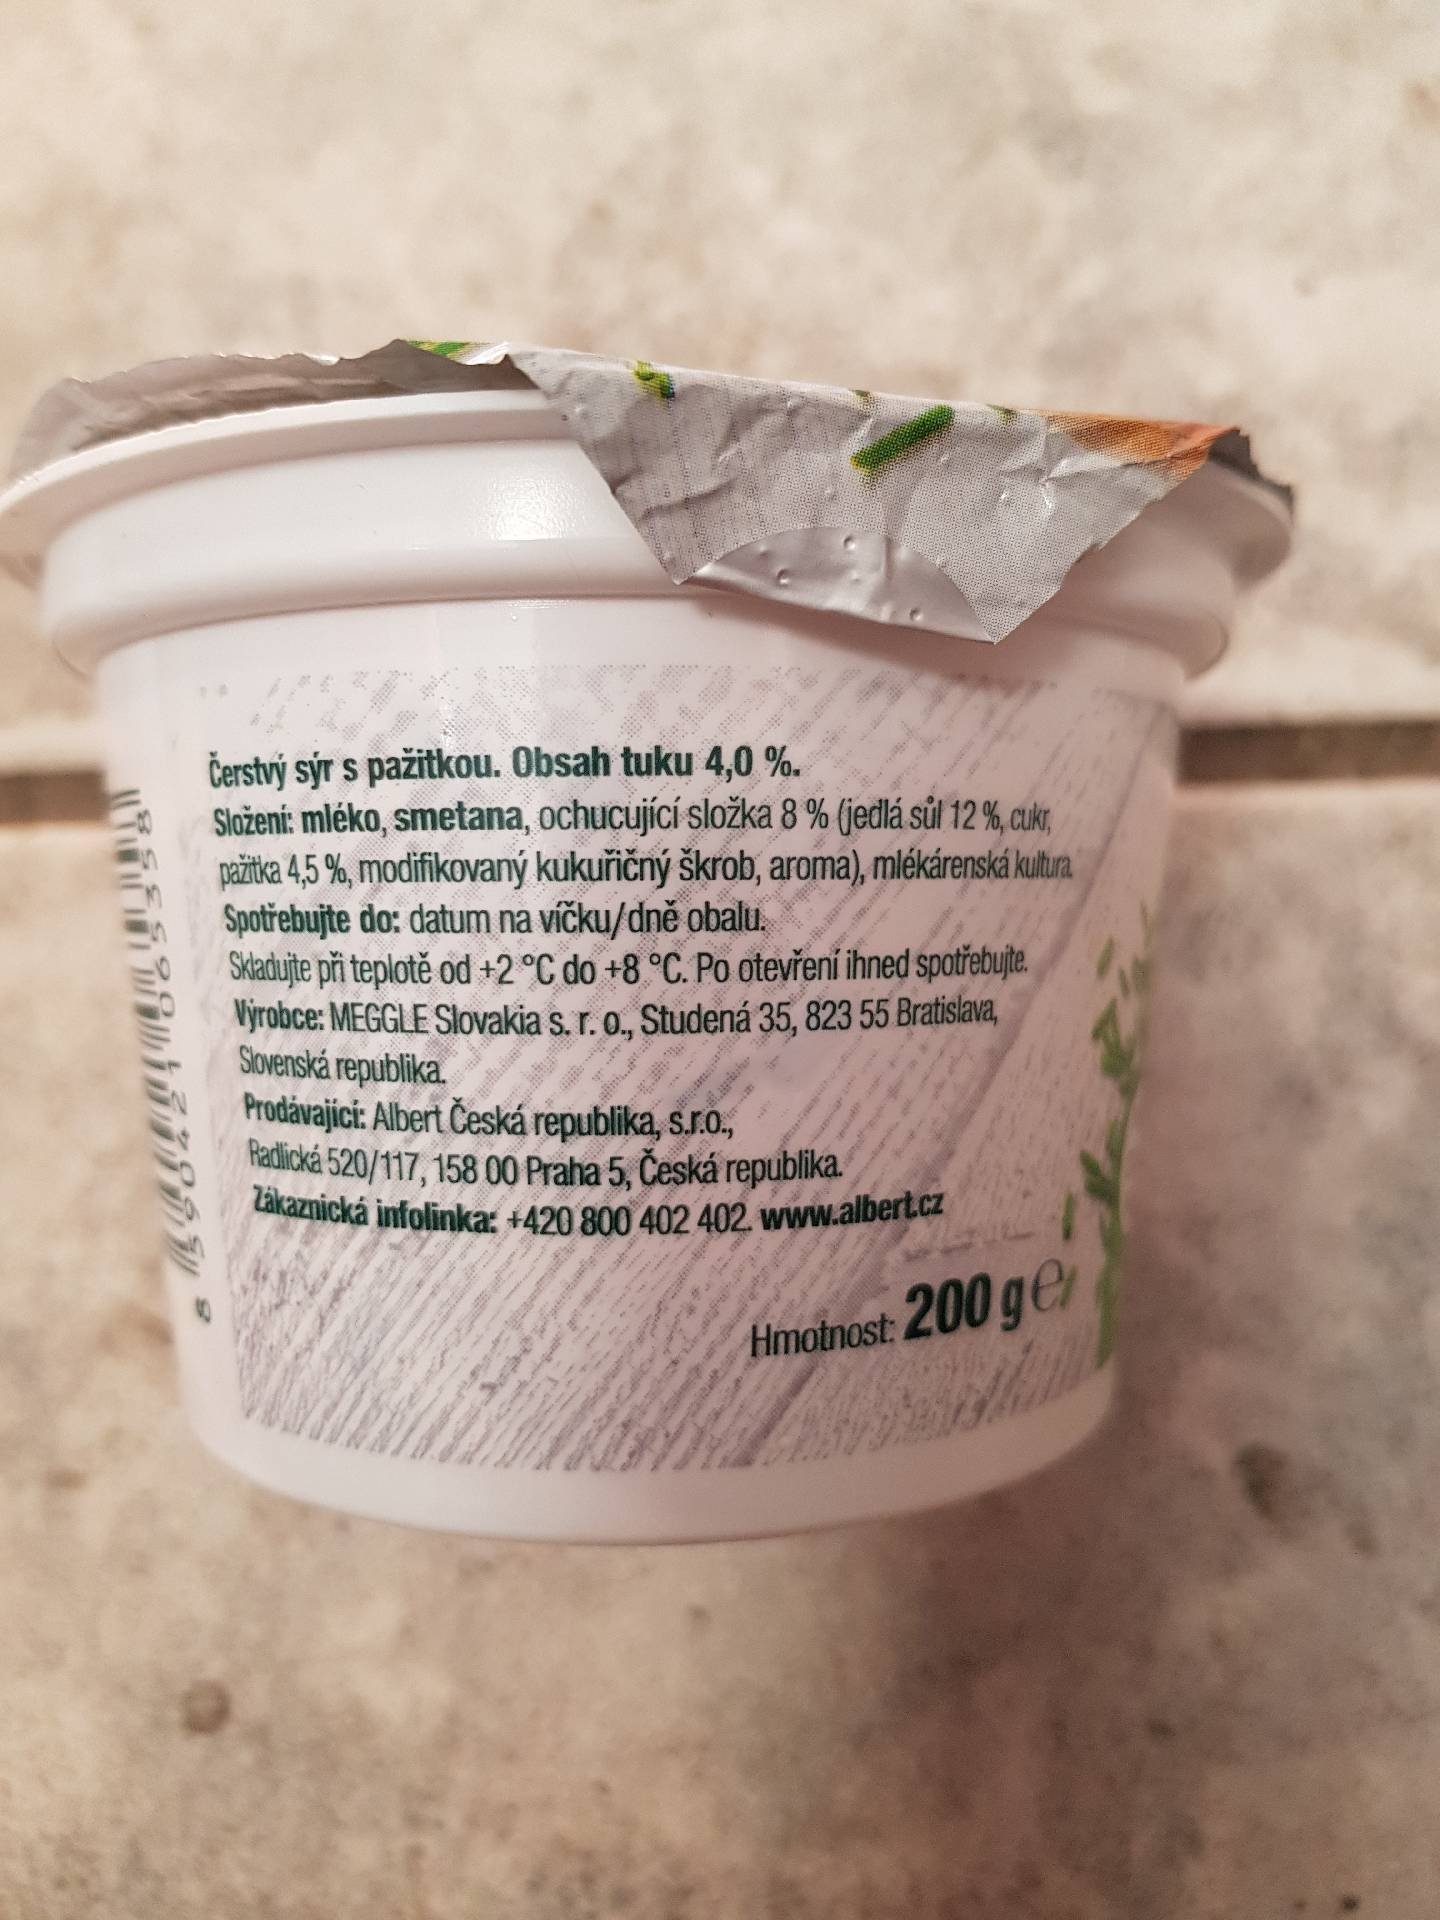 Čerstvý sýr s pažitkou. Obsah tuku 4,0 %.
Složení: mléko, smetana, ochucující složka 8 % (jedlá sůl 12 %, cukr,
pažitka 4,5 %, modifikovaný kukuřičný škrob, aroma), mlékárenská kultura.
Spotřebujte do: datum na víčku/dně obalu.
Skladujte při teplotě od +2 °C do +8 °C. Po otevření ihned spotřebujte.
Výrobce: MEGGLE Slovakia s. r. o., Studená 35, 823 55 Bratislava,
Slovenská republika.
Prodávající: Albert Česká republika, s.r.o.,
Radlická 520/117, 158 00 Praha 5, Česká republika.
Zákaznická infolinka: +420 800 402 402. www.albert.cz
Hmotnost: 200 g e
8 590421 065358